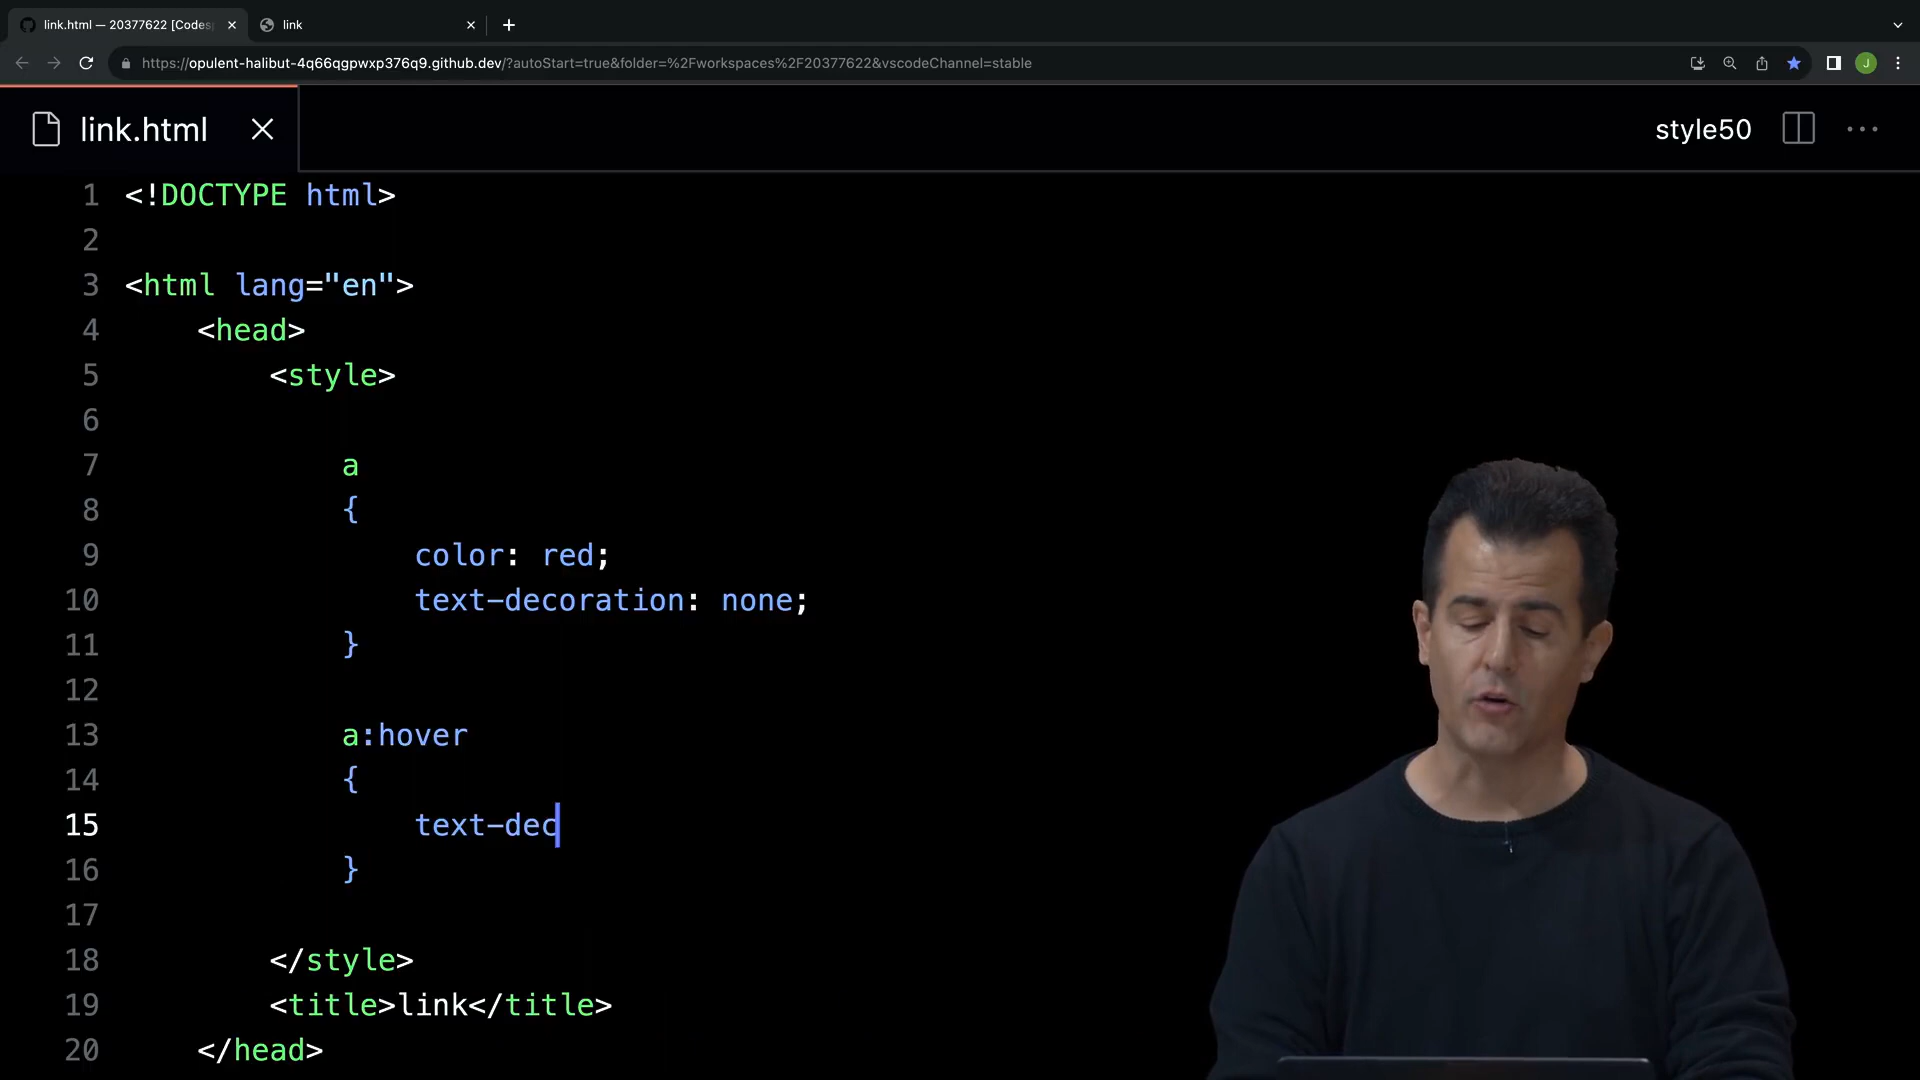 link.html — 20377622 [Codes
link
https://opulent-halibut-4q66qgpwxp376q9.github.dev/?autoStart=true&folder=%2Fworkspaces%2F20377622&vscodeChannel=stable
J
link.html
style50
1 <!DOCTYPE html>
2
3 <html lang="en">
4 <head>
5 <style>
6
7 a
8 {
9 color: red;
10 text-decoration: none;
11 }
12
13 a:hover
14 {
15 text-dec
16 }
17
18 </style>
19 <title>link</title>
20 </head>